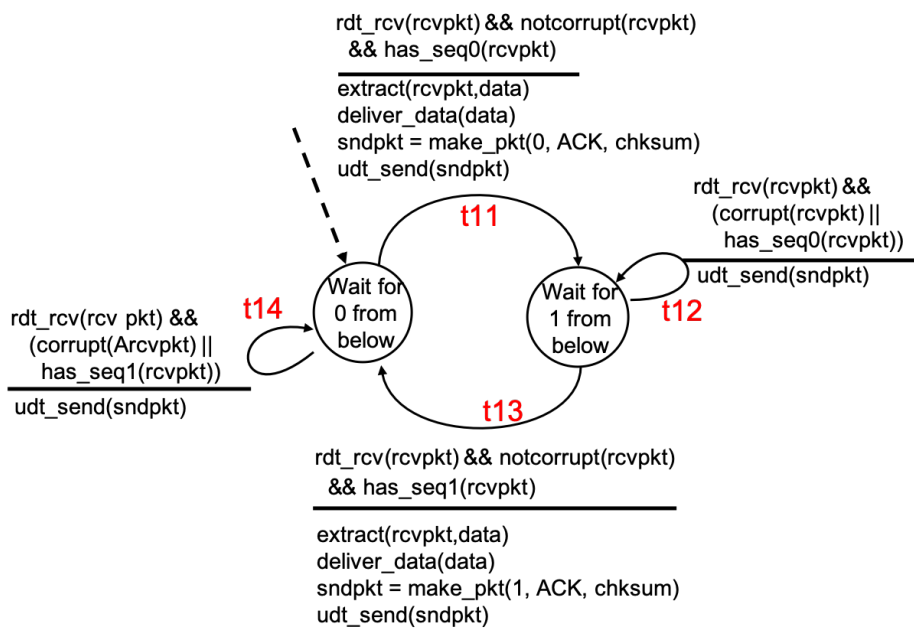 rdt_rcv(rcvpkt) && notcorrupt(rcvpkt)
&& has_seq0(rcvpkt)
extract(rcvpkt,data)
deliver_data(data)
sndpkt = make_pkt(0, ACK, chksum)
udt_send(sndpkt)
t11
rdt_rcv(rcvpkt) &&
(corrupt(rcvpkt) ||
has_seq0(rcvpkt))
udt_send(sndpkt)
t12
Wait for
0 from
below
Wait for
1 from
below
t14
rdt_rcv(rcv pkt) &&
(corrupt(Arcvpkt) ||
has_seq1(rcvpkt))
udt_send(sndpkt)
t13
rdt_rcv(rcvpkt) && notcorrupt(rcvpkt)
&& has_seq1(rcvpkt)
extract(rcvpkt,data)
deliver_data(data)
sndpkt = make_pkt(1, ACK, chksum)
udt_send(sndpkt)